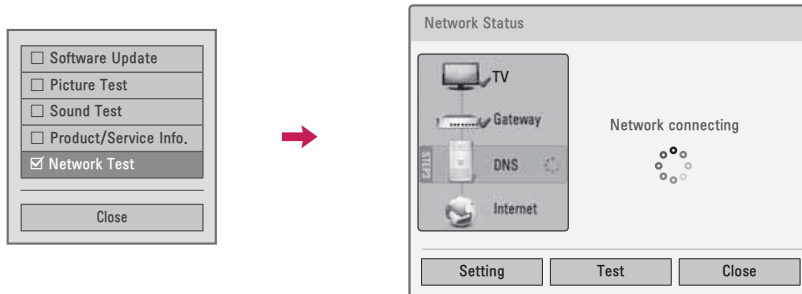 ☐ Software Update
☐ Picture Test
☐ Sound Test
☐ Product/Service Info.
☑ Network Test
Close
Network Status
TV
Gateway
STEP3
DNS
Internet
Network connecting
Setting
Test
Close